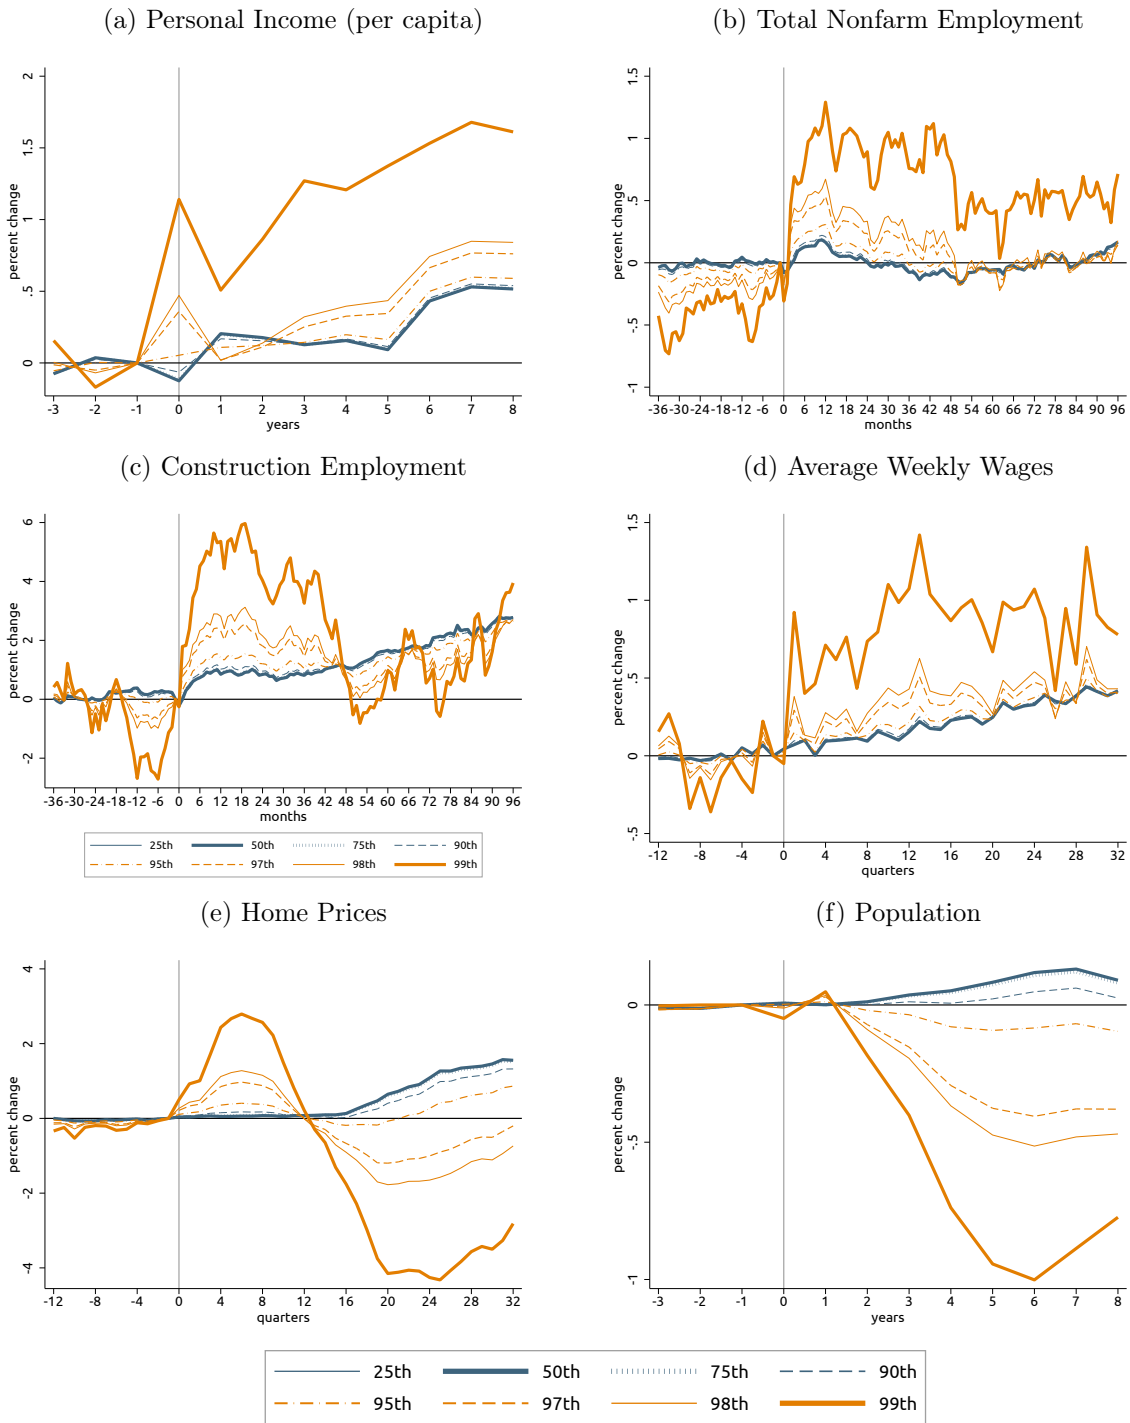 (a) Personal Income (per capita)
percent change
2
1.5
1
.5
0
-3 -2 -1 0 1 2 3 4 5 6 7 8
years
(b) Total Nonfarm Employment
percent change
1.5
1
.5
0
-.5
-1
-36 -30 -24 -18 -12 -6 0 6 12 18 24 30 36 42 48 54 60 66 72 78 84 90 96
months
(c) Construction Employment
percent change
6
4
2
0
-2
-36 -30 -24 -18 -12 -6 0 6 12 18 24 30 36 42 48 54 60 66 72 78 84 90 96
months
25th 50th 75th 90th
95th 97th 98th 99th
(d) Average Weekly Wages
percent change
1.5
1
.5
0
-.5
-12 -8 -4 0 4 8 12 16 20 24 28 32
quarters
(e) Home Prices
percent change
4
2
0
-2
-4
-12 -8 -4 0 4 8 12 16 20 24 28 32
quarters
(f) Population
percent change
0
-.5
-1
-3 -2 -1 0 1 2 3 4 5 6 7 8
years
25th 50th 75th 90th
95th 97th 98th 99th